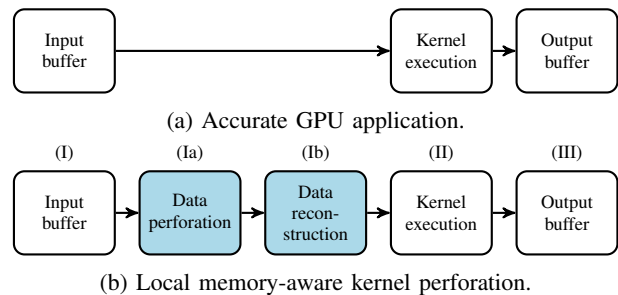 Input
buffer
Kernel
execution
Output
buffer
(a) Accurate GPU application.
(I)
(Ia)
(Ib)
(II)
(III)
Input
buffer
Data
perforation
Data
recon-
struction
Kernel
execution
Output
buffer
(b) Local memory-aware kernel perforation.